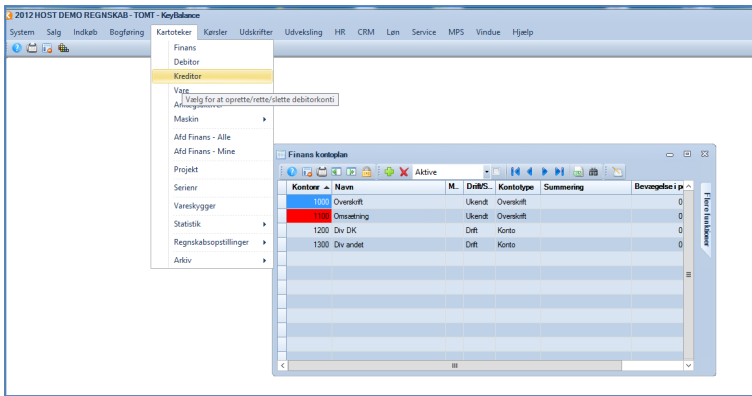 2012 HOST DEMO REGNSKAB - TOMT - KeyBalance
System Salg Indkøb Bogføring Kartoteker Kørsler Udskrifter Udveksling HR CRM Løn Service MPS Vindue Hjælp
Finans
Debitor
Kreditor
Vare
Vælg for at oprette/rette/slette debitorkonti
Maskin
Afd Finans - Alle
Afd Finans - Mine
Projekt
Serienr
Vareskygger
Statistik
Regnskabsopstillinger
Arkiv
Finans kontoplan
Aktive
Kontonr Navn M.. Drift/S... Kontotype Summering Bevægelse i p
1000 Overskrift Ukendt Overskrift 0
1100 Omsætning Ukendt Overskrift 0
1200 Div DK Drift Konto 0
1300 Div andet Drift Konto 0
Flere funktioner